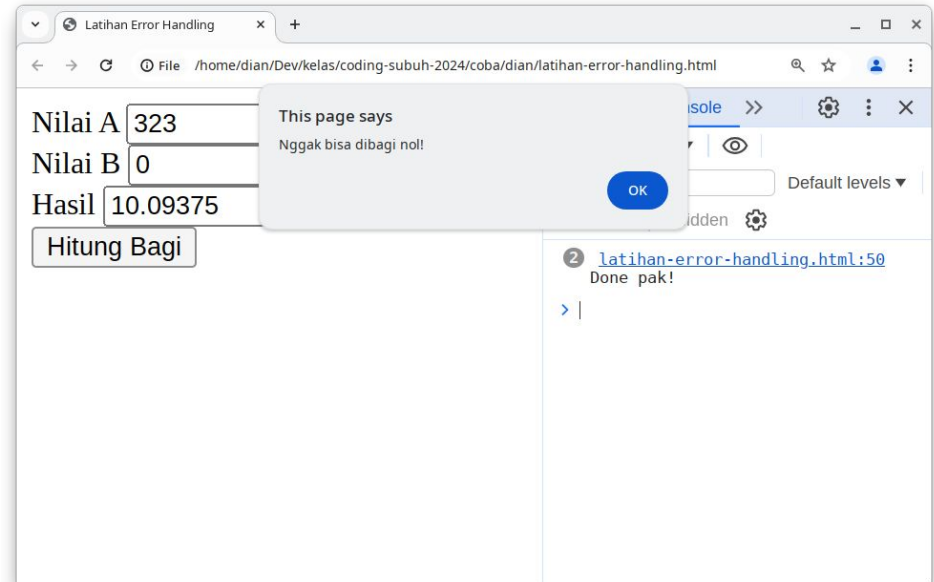 Latihan Error Handling
File /home/dian/Dev/kelas/coding-subuh-2024/coba/dian/latihan-error-handling.html
This page says
Nggak bisa dibagi nol!
OK
Nilai A 323
Nilai B 0
Hasil 10.09375
Hitung Bagi
Default levels
2 latihan-error-handling.html:50
Done pak!